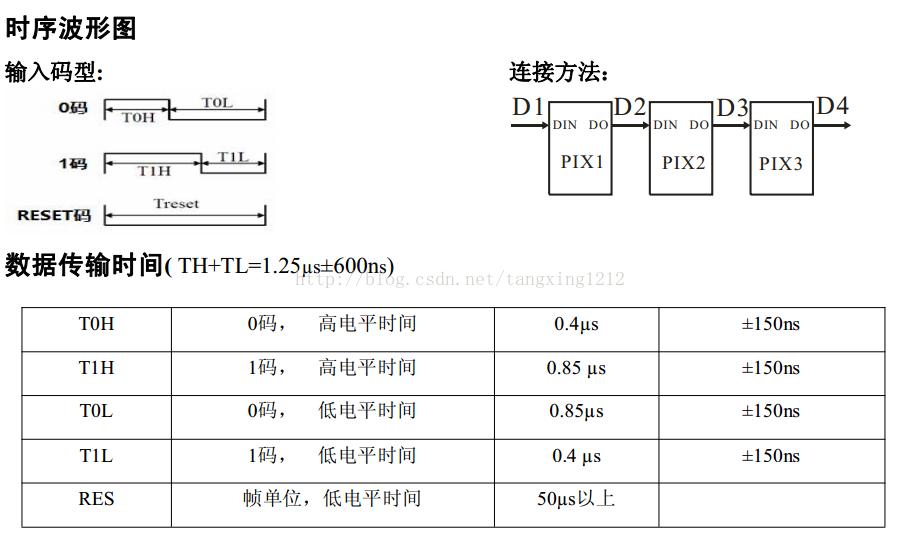 时序波形图
输入码型:
连接方法：
0码
T0H
T0L
1码
T1H
T1L
RESET码
Treset
D1
DIN DO
PIX1
D2
DIN DO
PIX2
D3
DIN DO
PIX3
D4
数据传输时间( TH+TL=1.25µs±600ns)
http://blog.csdn.net/tangxing1212
T0H 0码， 高电平时间 0.4µs ±150ns
T1H 1码， 高电平时间 0.85 µs ±150ns
T0L 0码， 低电平时间 0.85µs ±150ns
T1L 1码， 低电平时间 0.4 µs ±150ns
RES 帧单位，低电平时间 50µs以上